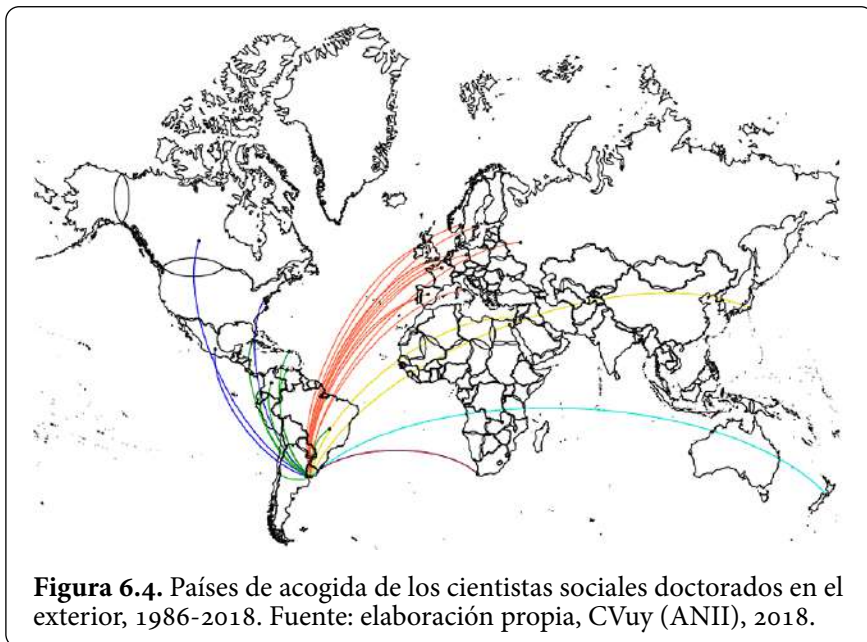 Figura 6.4. Países de acogida de los cientistas sociales doctorados en el
exterior, 1986-2018. Fuente: elaboración propia, CVuy (ANII), 2018.